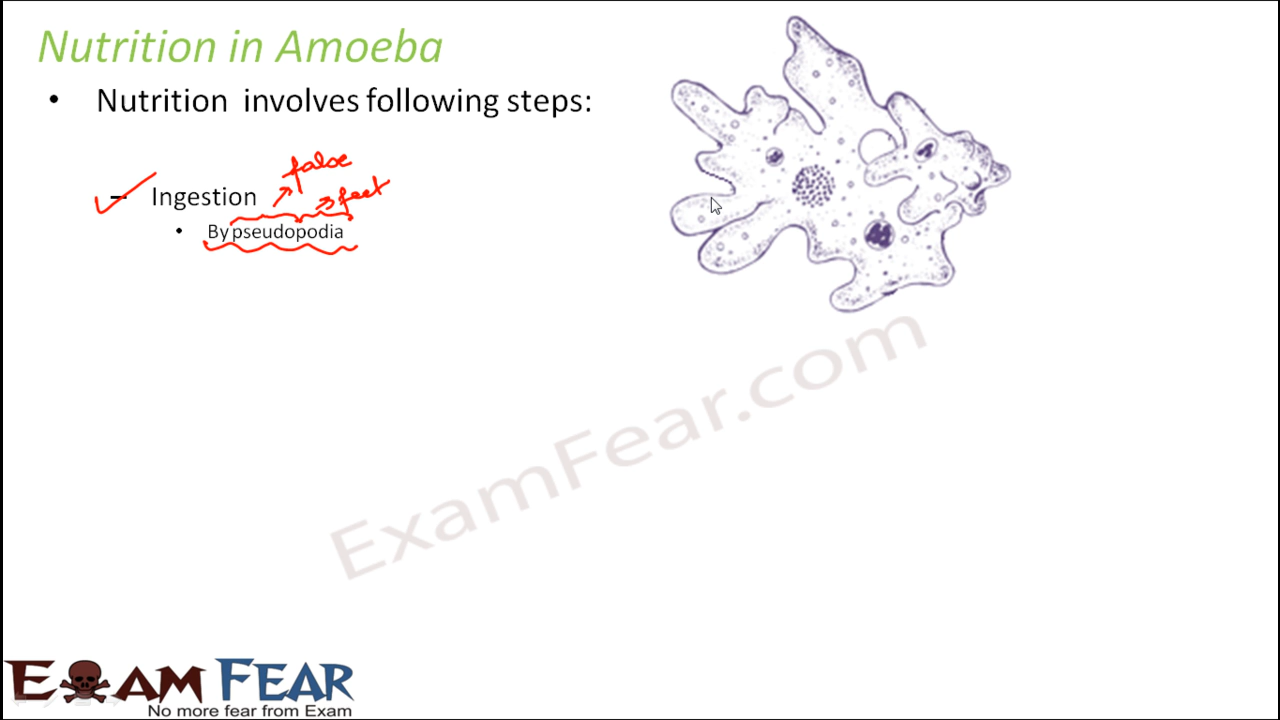 Nutrition in Amoeba
• Nutrition involves following steps:
false
– Ingestion
feet
• By pseudopodia
ExamFear.com
EXAM FEAR
No more fear from Exam